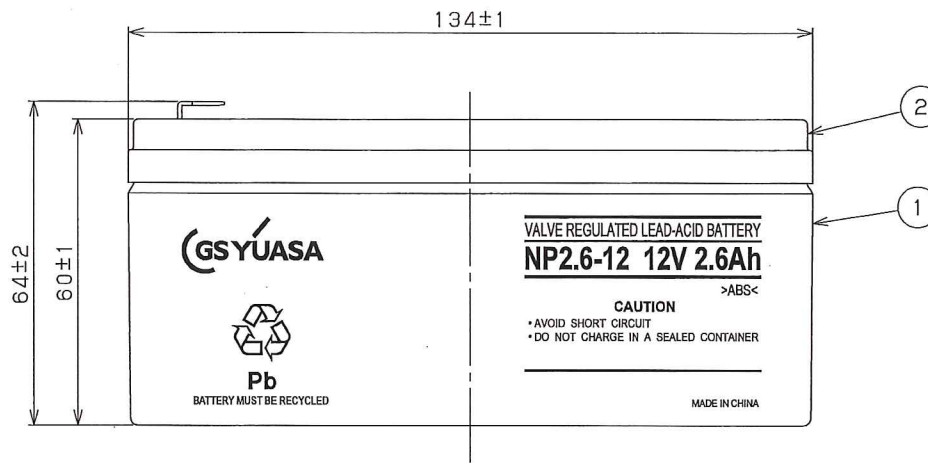 134±1
64±2
60±1
2
1
GS YUASA
Pb
BATTERY MUST BE RECYCLED
VALVE REGULATED LEAD-ACID BATTERY
NP2.6-12 12V 2.6Ah
>ABS<
CAUTION
• AVOID SHORT CIRCUIT
• DO NOT CHARGE IN A SEALED CONTAINER
MADE IN CHINA